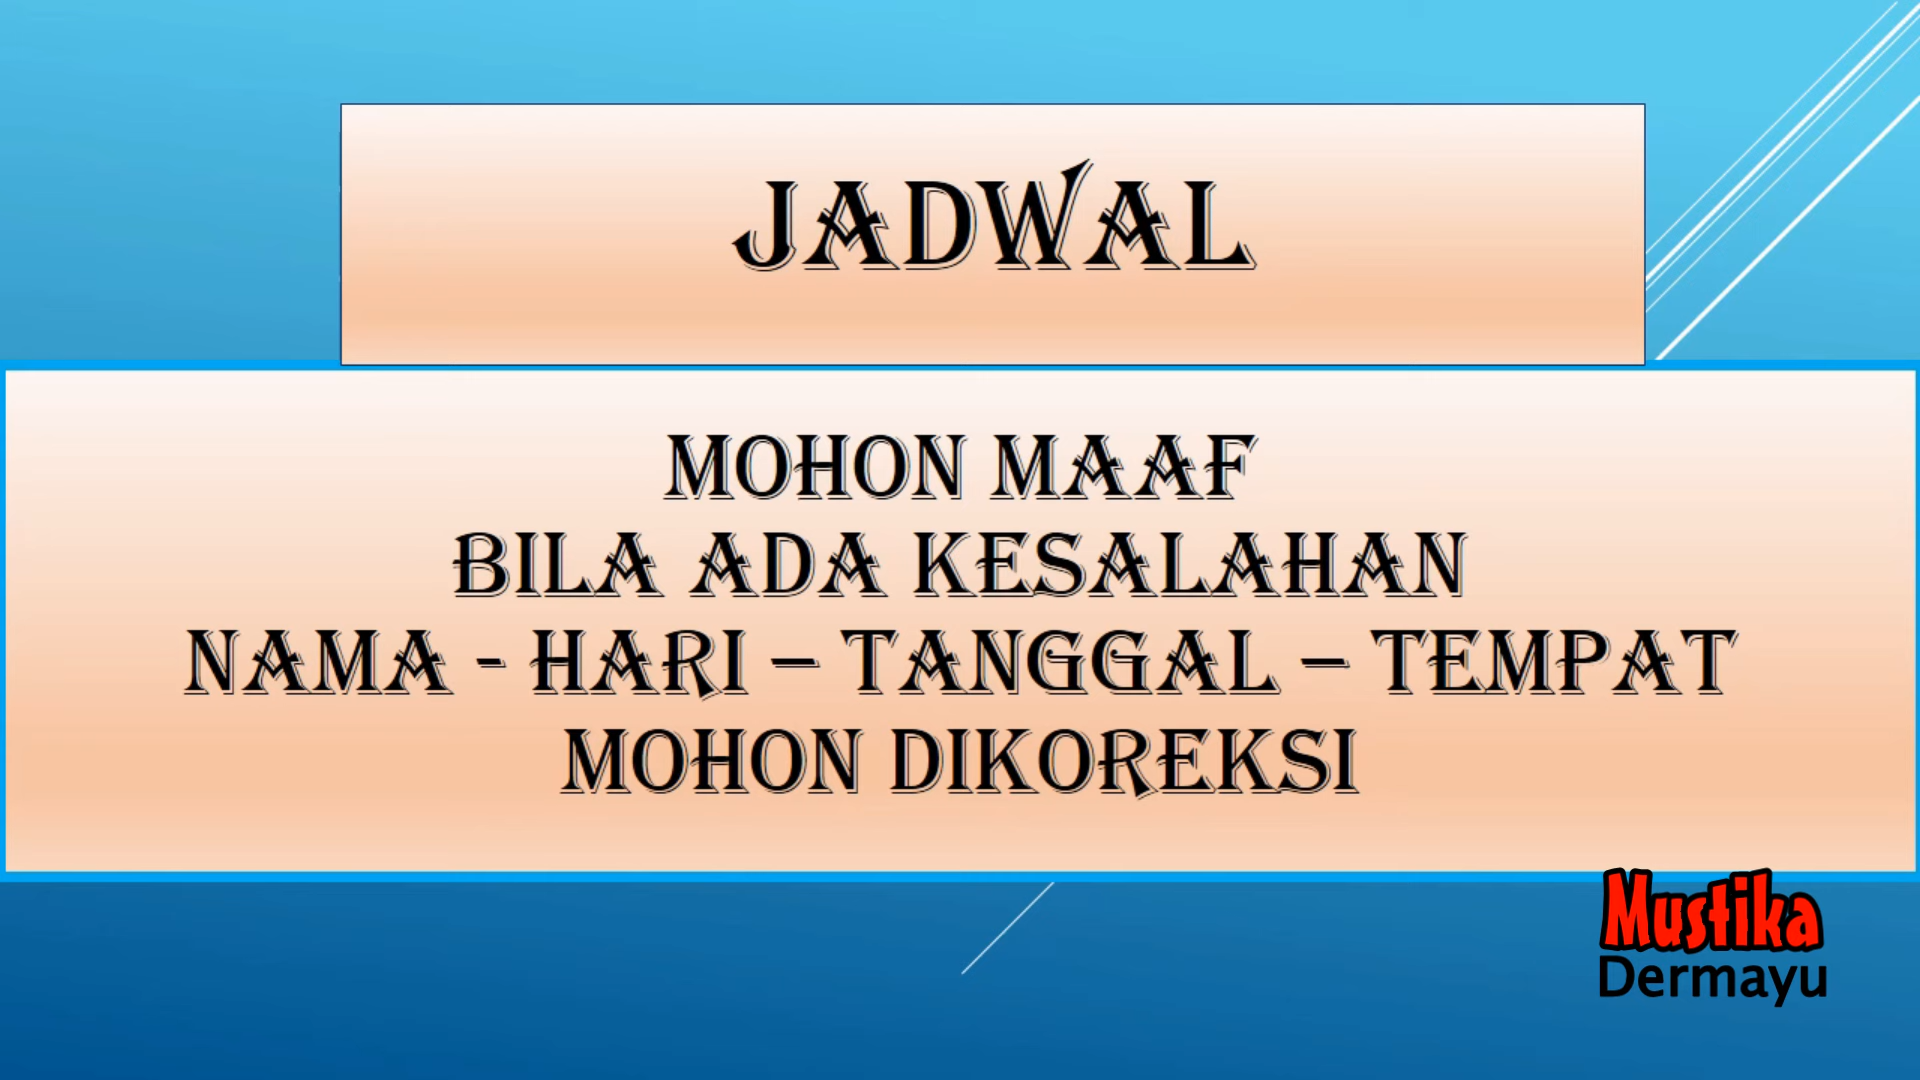 JADWAL
MOHON MAAF
BILA ADA KESALAHAN
NAMA - HARI – TANGGAL – TEMPAT
MOHON DIKOREKSI
Mustika
Dermayu